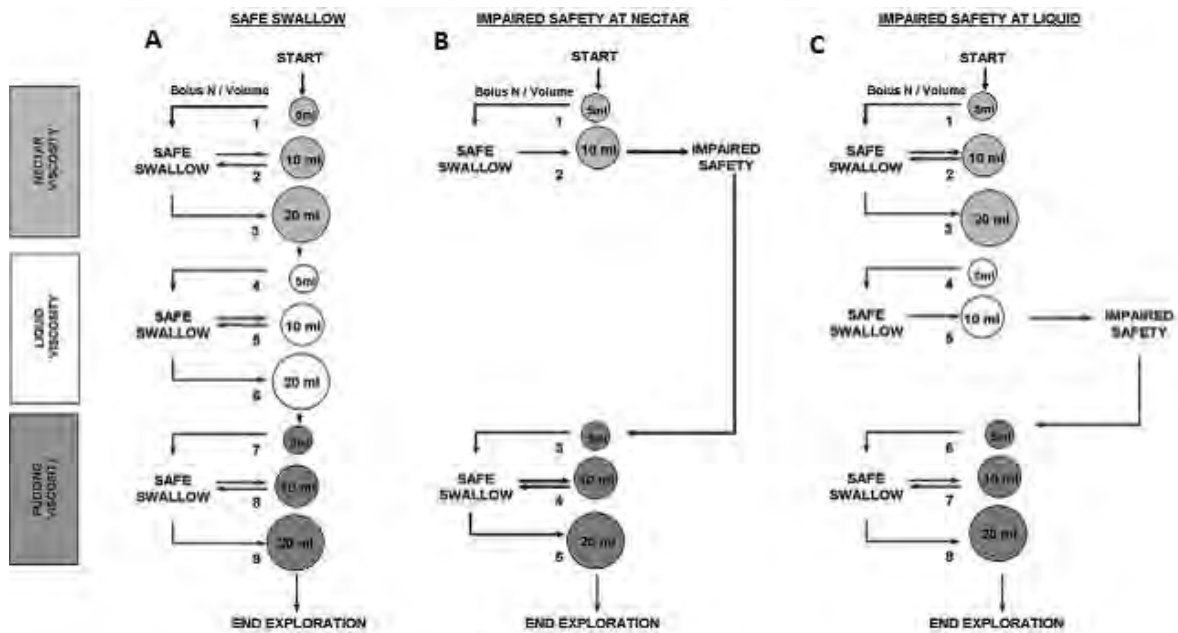 SAFE SWALLOW
IMPAIRED SAFETY AT NECTAR
IMPAIRED SAFETY AT LIQUID
A
B
C
NECTAR
VISCOSITY
LIQUID
VISCOSITY
PUDDING
VISCOSITY
START
Bolus N / Volume
5ml
1
SAFE
SWALLOW
10 ml
2
20 ml
3
5ml
4
SAFE
SWALLOW
10 ml
5
20 ml
6
5ml
7
SAFE
SWALLOW
10 ml
8
20 ml
9
END EXPLORATION
START
Bolus N / Volume
5ml
1
SAFE
SWALLOW
10 ml
2
IMPAIRED
SAFETY
5ml
3
SAFE
SWALLOW
10 ml
4
20 ml
5
END EXPLORATION
START
Bolus N / Volume
5ml
1
SAFE
SWALLOW
10 ml
2
20 ml
3
5ml
4
SAFE
SWALLOW
10 ml
5
IMPAIRED
SAFETY
5ml
6
SAFE
SWALLOW
10 ml
7
20 ml
8
END EXPLORATION